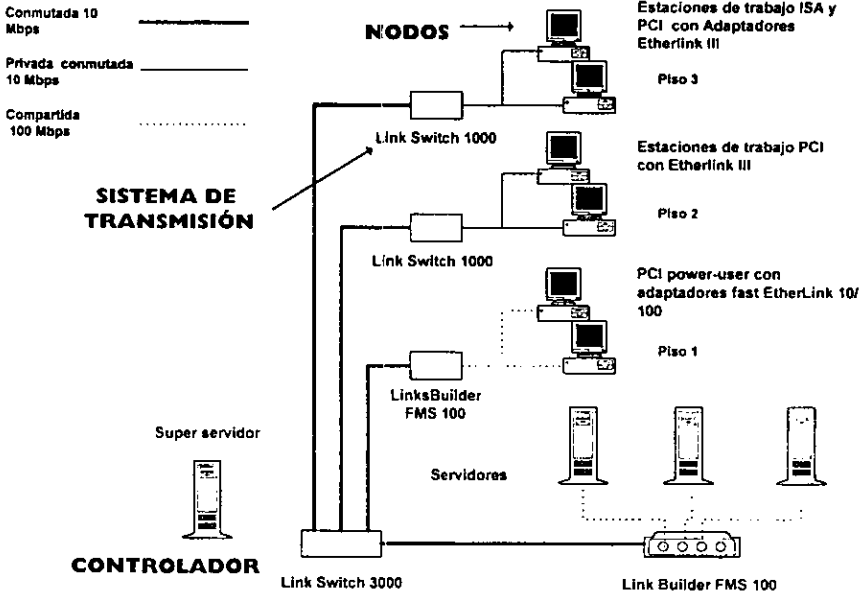 Conmutada 10
Mbps
Privada conmutada
10 Mbps
Compartida
100 Mbps
NODOS
Estaciones de trabajo ISA y
PCI con Adaptadores
Etherlink III
Piso 3
Link Switch 1000
SISTEMA DE
TRANSMISIÓN
Estaciones de trabajo PCI
con Etherlink III
Piso 2
Link Switch 1000
PCI power-user con
adaptadores fast EtherLink 10/
100
Piso 1
LinksBuilder
FMS 100
Super servidor
Servidores
CONTROLADOR
Link Switch 3000
Link Builder FMS 100